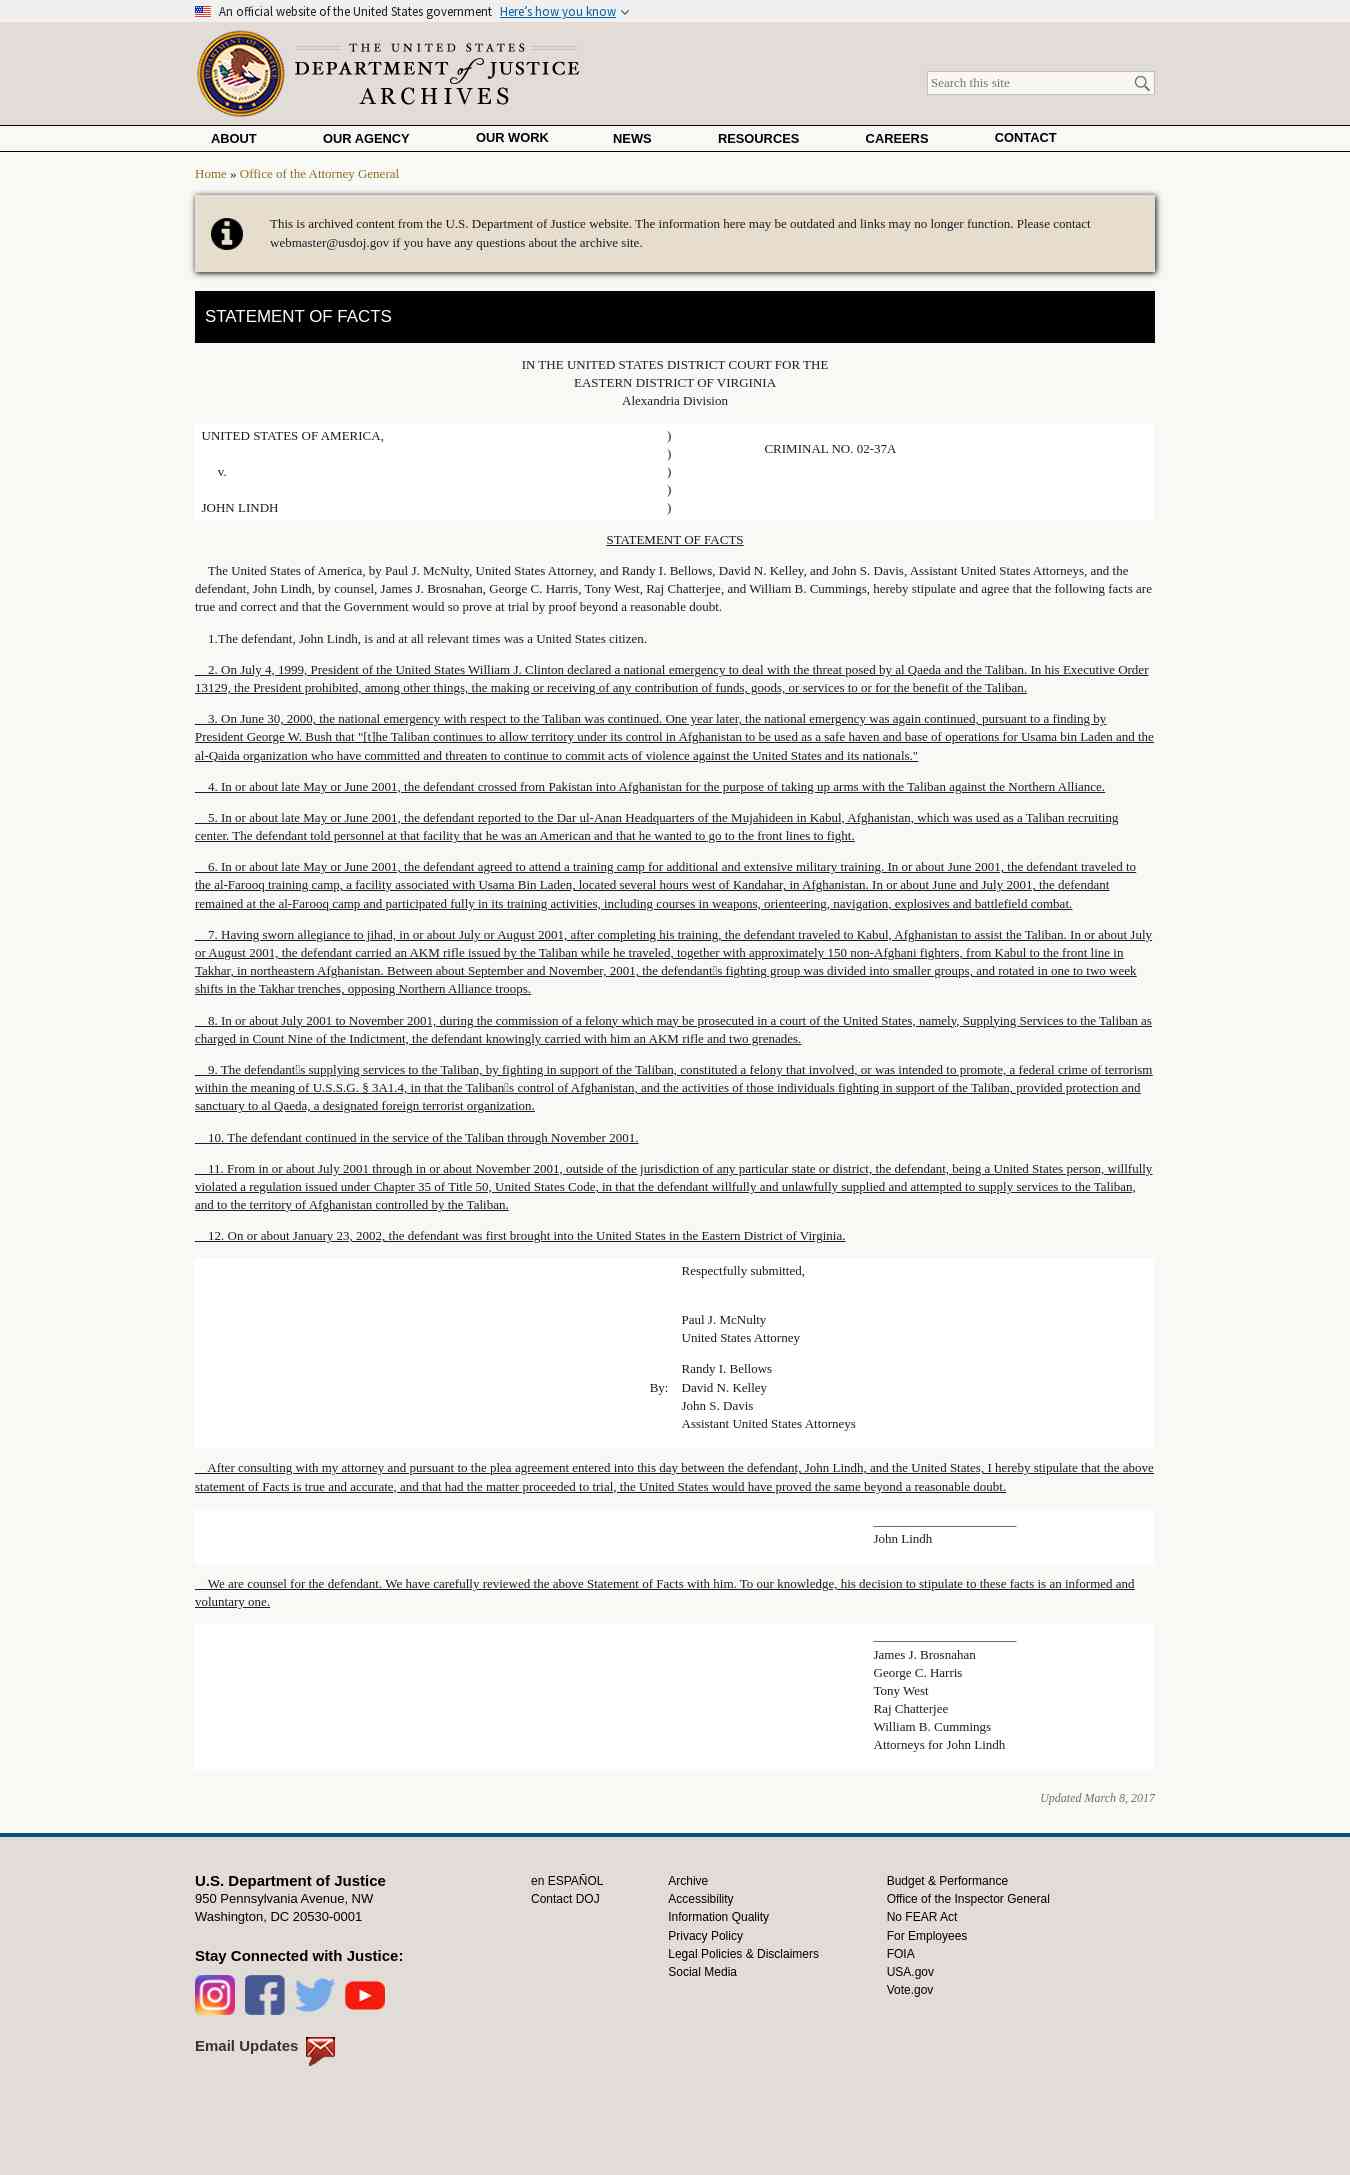 An official website of the United States government Here's how you know
THE UNITED STATES
DEPARTMENT of JUSTICE
ARCHIVES
Search this site
ABOUT OUR AGENCY OUR WORK NEWS RESOURCES CAREERS CONTACT
Home » Office of the Attorney General
This is archived content from the U.S. Department of Justice website. The information here may be outdated and links may no longer function. Please contact
webmaster@usdoj.gov if you have any questions about the archive site.
STATEMENT OF FACTS
IN THE UNITED STATES DISTRICT COURT FOR THE
EASTERN DISTRICT OF VIRGINIA
Alexandria Division
UNITED STATES OF AMERICA, )
) CRIMINAL NO. 02-37A
v. )
)
JOHN LINDH )
STATEMENT OF FACTS
The United States of America, by Paul J. McNulty, United States Attorney, and Randy I. Bellows, David N. Kelley, and John S. Davis, Assistant United States Attorneys, and the
defendant, John Lindh, by counsel, James J. Brosnahan, George C. Harris, Tony West, Raj Chatterjee, and William B. Cummings, hereby stipulate and agree that the following facts are
true and correct and that the Government would so prove at trial by proof beyond a reasonable doubt.
1.The defendant, John Lindh, is and at all relevant times was a United States citizen.
2. On July 4, 1999, President of the United States William J. Clinton declared a national emergency to deal with the threat posed by al Qaeda and the Taliban. In his Executive Order
13129, the President prohibited, among other things, the making or receiving of any contribution of funds, goods, or services to or for the benefit of the Taliban.
3. On June 30, 2000, the national emergency with respect to the Taliban was continued. One year later, the national emergency was again continued, pursuant to a finding by
President George W. Bush that "[t]he Taliban continues to allow territory under its control in Afghanistan to be used as a safe haven and base of operations for Usama bin Laden and the
al-Qaida organization who have committed and threaten to continue to commit acts of violence against the United States and its nationals."
4. In or about late May or June 2001, the defendant crossed from Pakistan into Afghanistan for the purpose of taking up arms with the Taliban against the Northern Alliance.
5. In or about late May or June 2001, the defendant reported to the Dar ul-Anan Headquarters of the Mujahideen in Kabul, Afghanistan, which was used as a Taliban recruiting
center. The defendant told personnel at that facility that he was an American and that he wanted to go to the front lines to fight.
6. In or about late May or June 2001, the defendant agreed to attend a training camp for additional and extensive military training. In or about June 2001, the defendant traveled to
the al-Farooq training camp, a facility associated with Usama Bin Laden, located several hours west of Kandahar, in Afghanistan. In or about June and July 2001, the defendant
remained at the al-Farooq camp and participated fully in its training activities, including courses in weapons, orienteering, navigation, explosives and battlefield combat.
7. Having sworn allegiance to jihad, in or about July or August 2001, after completing his training, the defendant traveled to Kabul, Afghanistan to assist the Taliban. In or about July
or August 2001, the defendant carried an AKM rifle issued by the Taliban while he traveled, together with approximately 150 non-Afghani fighters, from Kabul to the front line in
Takhar, in northeastern Afghanistan. Between about September and November, 2001, the defendant▯s fighting group was divided into smaller groups, and rotated in one to two week
shifts in the Takhar trenches, opposing Northern Alliance troops.
8. In or about July 2001 to November 2001, during the commission of a felony which may be prosecuted in a court of the United States, namely, Supplying Services to the Taliban as
charged in Count Nine of the Indictment, the defendant knowingly carried with him an AKM rifle and two grenades.
9. The defendant▯s supplying services to the Taliban, by fighting in support of the Taliban, constituted a felony that involved, or was intended to promote, a federal crime of terrorism
within the meaning of U.S.S.G. § 3A1.4, in that the Taliban▯s control of Afghanistan, and the activities of those individuals fighting in support of the Taliban, provided protection and
sanctuary to al Qaeda, a designated foreign terrorist organization.
10. The defendant continued in the service of the Taliban through November 2001.
11. From in or about July 2001 through in or about November 2001, outside of the jurisdiction of any particular state or district, the defendant, being a United States person, willfully
violated a regulation issued under Chapter 35 of Title 50, United States Code, in that the defendant willfully and unlawfully supplied and attempted to supply services to the Taliban,
and to the territory of Afghanistan controlled by the Taliban.
12. On or about January 23, 2002, the defendant was first brought into the United States in the Eastern District of Virginia.
Respectfully submitted,
Paul J. McNulty
United States Attorney
Randy I. Bellows
By: David N. Kelley
John S. Davis
Assistant United States Attorneys
After consulting with my attorney and pursuant to the plea agreement entered into this day between the defendant, John Lindh, and the United States, I hereby stipulate that the above
statement of Facts is true and accurate, and that had the matter proceeded to trial, the United States would have proved the same beyond a reasonable doubt.
______________________
John Lindh
We are counsel for the defendant. We have carefully reviewed the above Statement of Facts with him. To our knowledge, his decision to stipulate to these facts is an informed and
voluntary one.
______________________
James J. Brosnahan
George C. Harris
Tony West
Raj Chatterjee
William B. Cummings
Attorneys for John Lindh
Updated March 8, 2017
U.S. Department of Justice
950 Pennsylvania Avenue, NW
Washington, DC 20530-0001
Stay Connected with Justice:
Email Updates
en ESPAÑOL
Contact DOJ
Archive
Accessibility
Information Quality
Privacy Policy
Legal Policies & Disclaimers
Social Media
Budget & Performance
Office of the Inspector General
No FEAR Act
For Employees
FOIA
USA.gov
Vote.gov